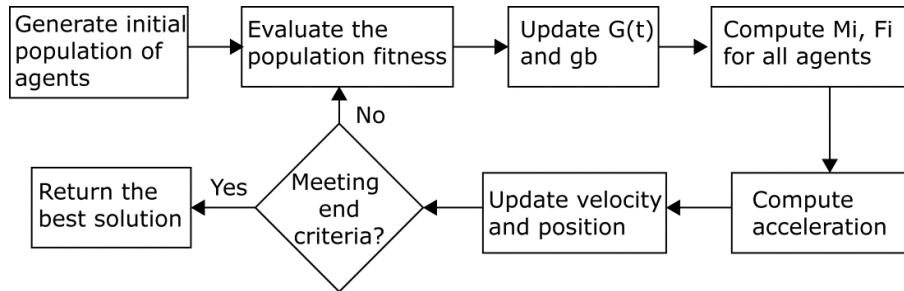 Generate initial
population of
agents
Evaluate the
population fitness
Update G(t)
and gb
Compute Mi, Fi
for all agents
Compute
acceleration
Update velocity
and position
Meeting
end
criteria?
No
Yes
Return the
best solution